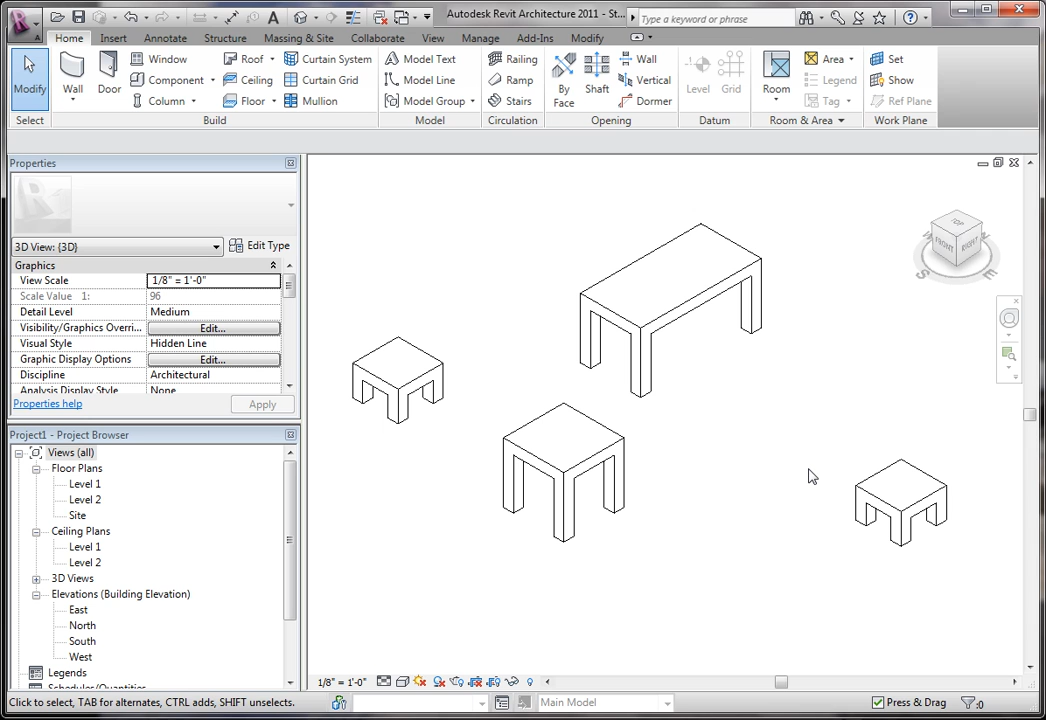 Autodesk Revit Architecture 2011 - St...
Type a keyword or phrase
Home Insert Annotate Structure Massing & Site Collaborate View Manage Add-Ins Modify
Modify
Wall
Door
Window
Component
Column
Roof
Ceiling
Floor
Curtain System
Curtain Grid
Mullion
Model Text
Model Line
Model Group
Railing
Ramp
Stairs
By
Face
Shaft
Wall
Vertical
Dormer
Level
Grid
Room
Area
Legend
Tag
Set
Show
Ref Plane
Select Build Model Circulation Opening Datum Room & Area Work Plane
Properties
3D View: {3D}
Edit Type
Graphics
View Scale 1/8" = 1'-0"
Scale Value 1: 96
Detail Level Medium
Visibility/Graphics Overri... Edit...
Visual Style Hidden Line
Graphic Display Options Edit...
Discipline Architectural
Analysis Display Style None
Properties help Apply
Project1 - Project Browser
Views (all)
Floor Plans
Level 1
Level 2
Site
Ceiling Plans
Level 1
Level 2
3D Views
Elevations (Building Elevation)
East
North
South
West
Legends
Schedules/Quantities
TOP
FRONT
RIGHT
W
N
S
E
1/8" = 1'-0"
Click to select, TAB for alternates, CTRL adds, SHIFT unselects.
Main Model
Press & Drag
:0